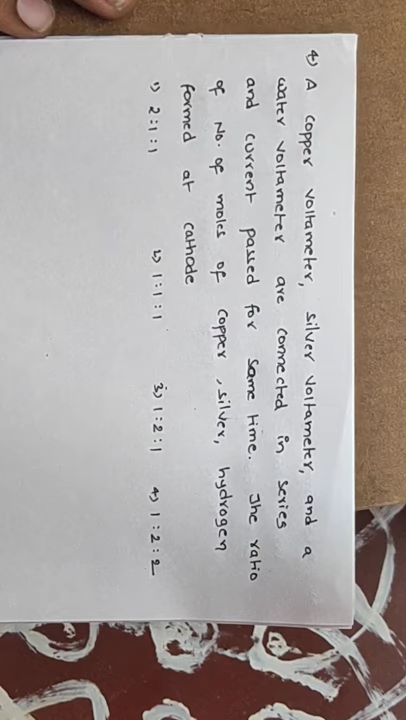 4) A Copper voltameter, silver voltameter, and a
water voltameter are connected in series
and current passed for same time. The ratio
of No. of moles of copper, silver, hydrogen
formed at cathode
1) 2:1:1 2) 1:1:1 3) 1:2:1 4) 1:2:2